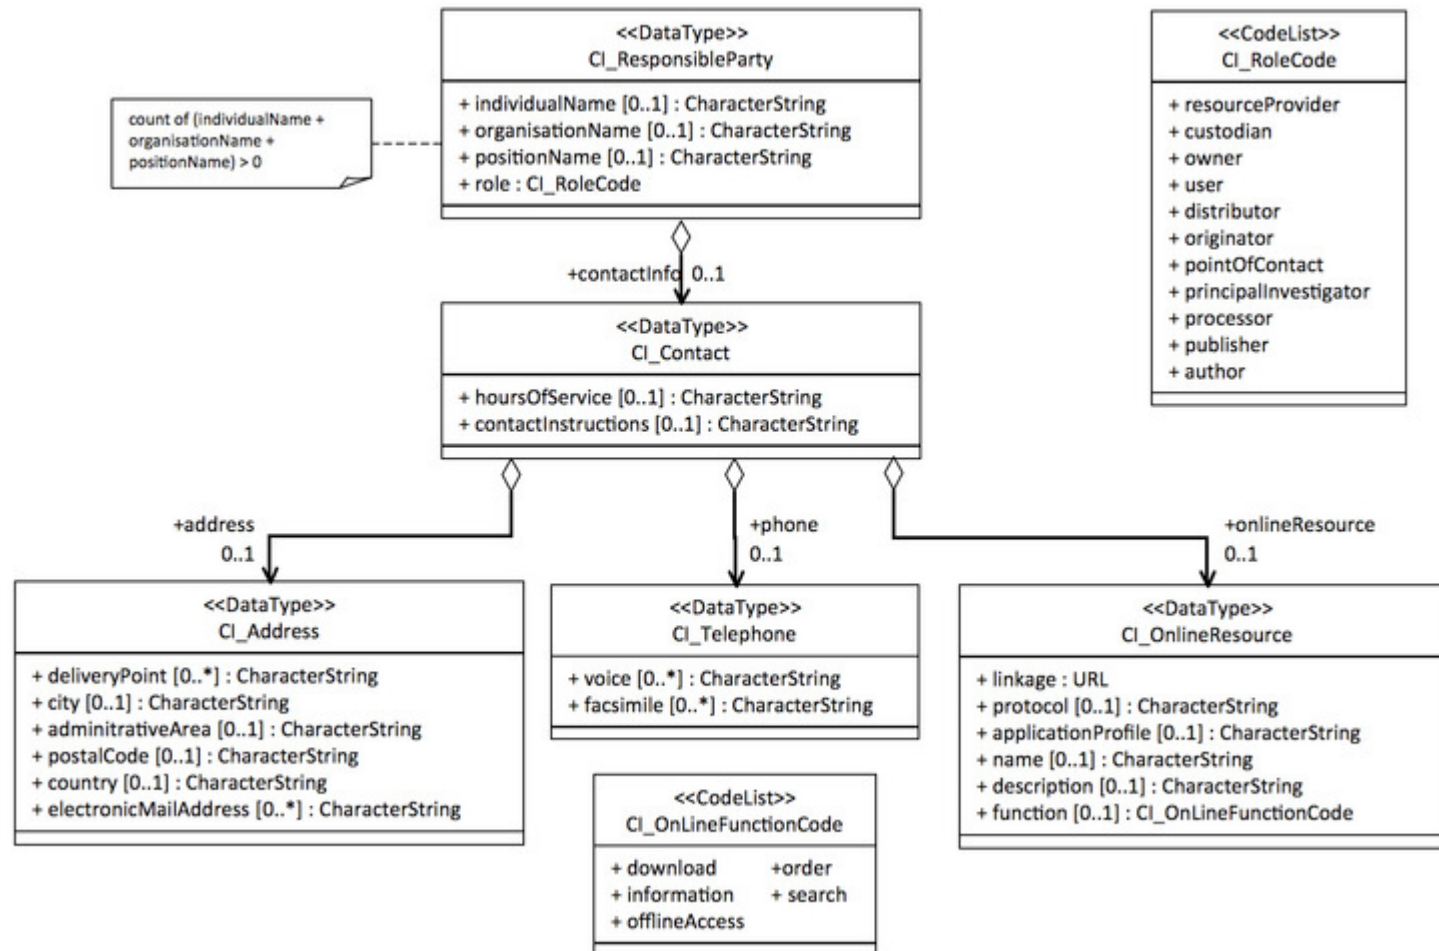 <<DataType>>
CI_ResponsibleParty
+ individualName [0..1] : CharacterString
+ organisationName [0..1] : CharacterString
+ positionName [0..1] : CharacterString
+ role : CI_RoleCode
count of (individualName +
organisationName +
positionName) > 0
<<CodeList>>
CI_RoleCode
+ resourceProvider
+ custodian
+ owner
+ user
+ distributor
+ originator
+ pointOfContact
+ principalInvestigator
+ processor
+ publisher
+ author
+contactInfo 0..1
<<DataType>>
CI_Contact
+ hoursOfService [0..1] : CharacterString
+ contactInstructions [0..1] : CharacterString
+address
0..1
+phone
0..1
+onlineResource
0..1
<<DataType>>
CI_Address
+ deliveryPoint [0..*] : CharacterString
+ city [0..1] : CharacterString
+ adminitrativeArea [0..1] : CharacterString
+ postalCode [0..1] : CharacterString
+ country [0..1] : CharacterString
+ electronicMailAddress [0..*] : CharacterString
<<DataType>>
CI_Telephone
+ voice [0..*] : CharacterString
+ facsimile [0..*] : CharacterString
<<DataType>>
CI_OnlineResource
+ linkage : URL
+ protocol [0..1] : CharacterString
+ applicationProfile [0..1] : CharacterString
+ name [0..1] : CharacterString
+ description [0..1] : CharacterString
+ function [0..1] : CI_OnLineFunctionCode
<<CodeList>>
CI_OnLineFunctionCode
+ download +order
+ information + search
+ offlineAccess